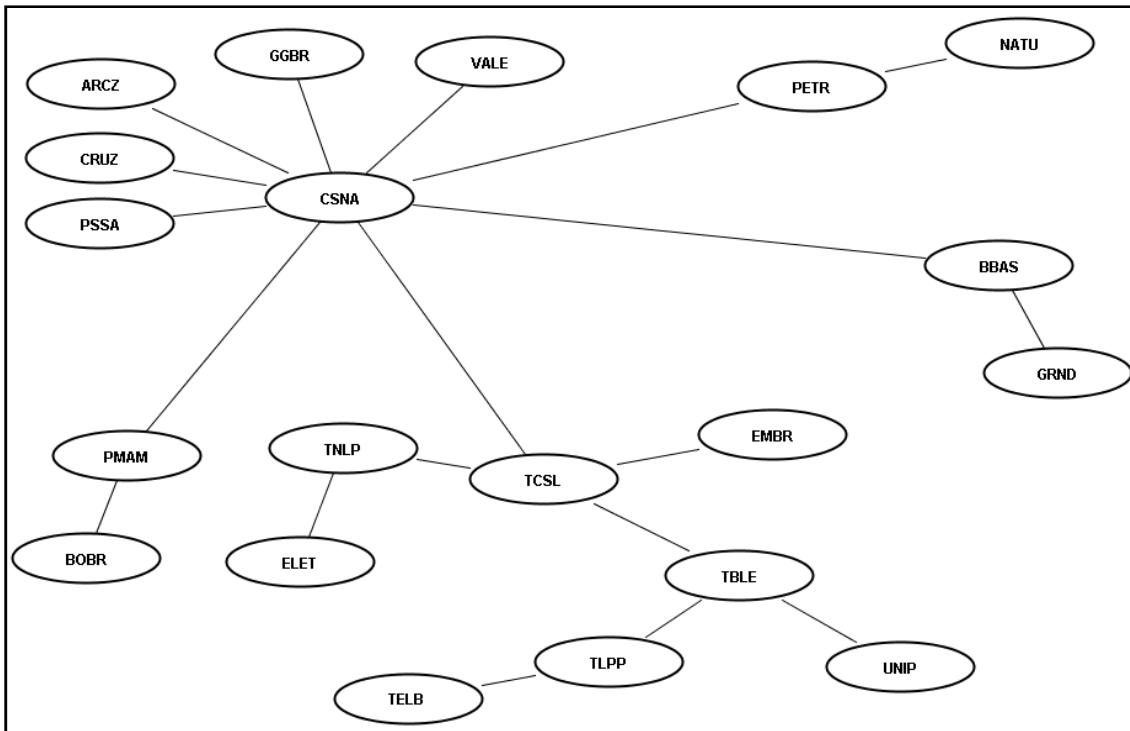 NATU
GGBR
VALE
ARCZ
PETR
CRUZ
CSNA
PSSA
BBAS
GRND
EMBR
TNLP
PMAM
TCSL
BOBR
ELET
TBLE
TLPP
UNIP
TELB